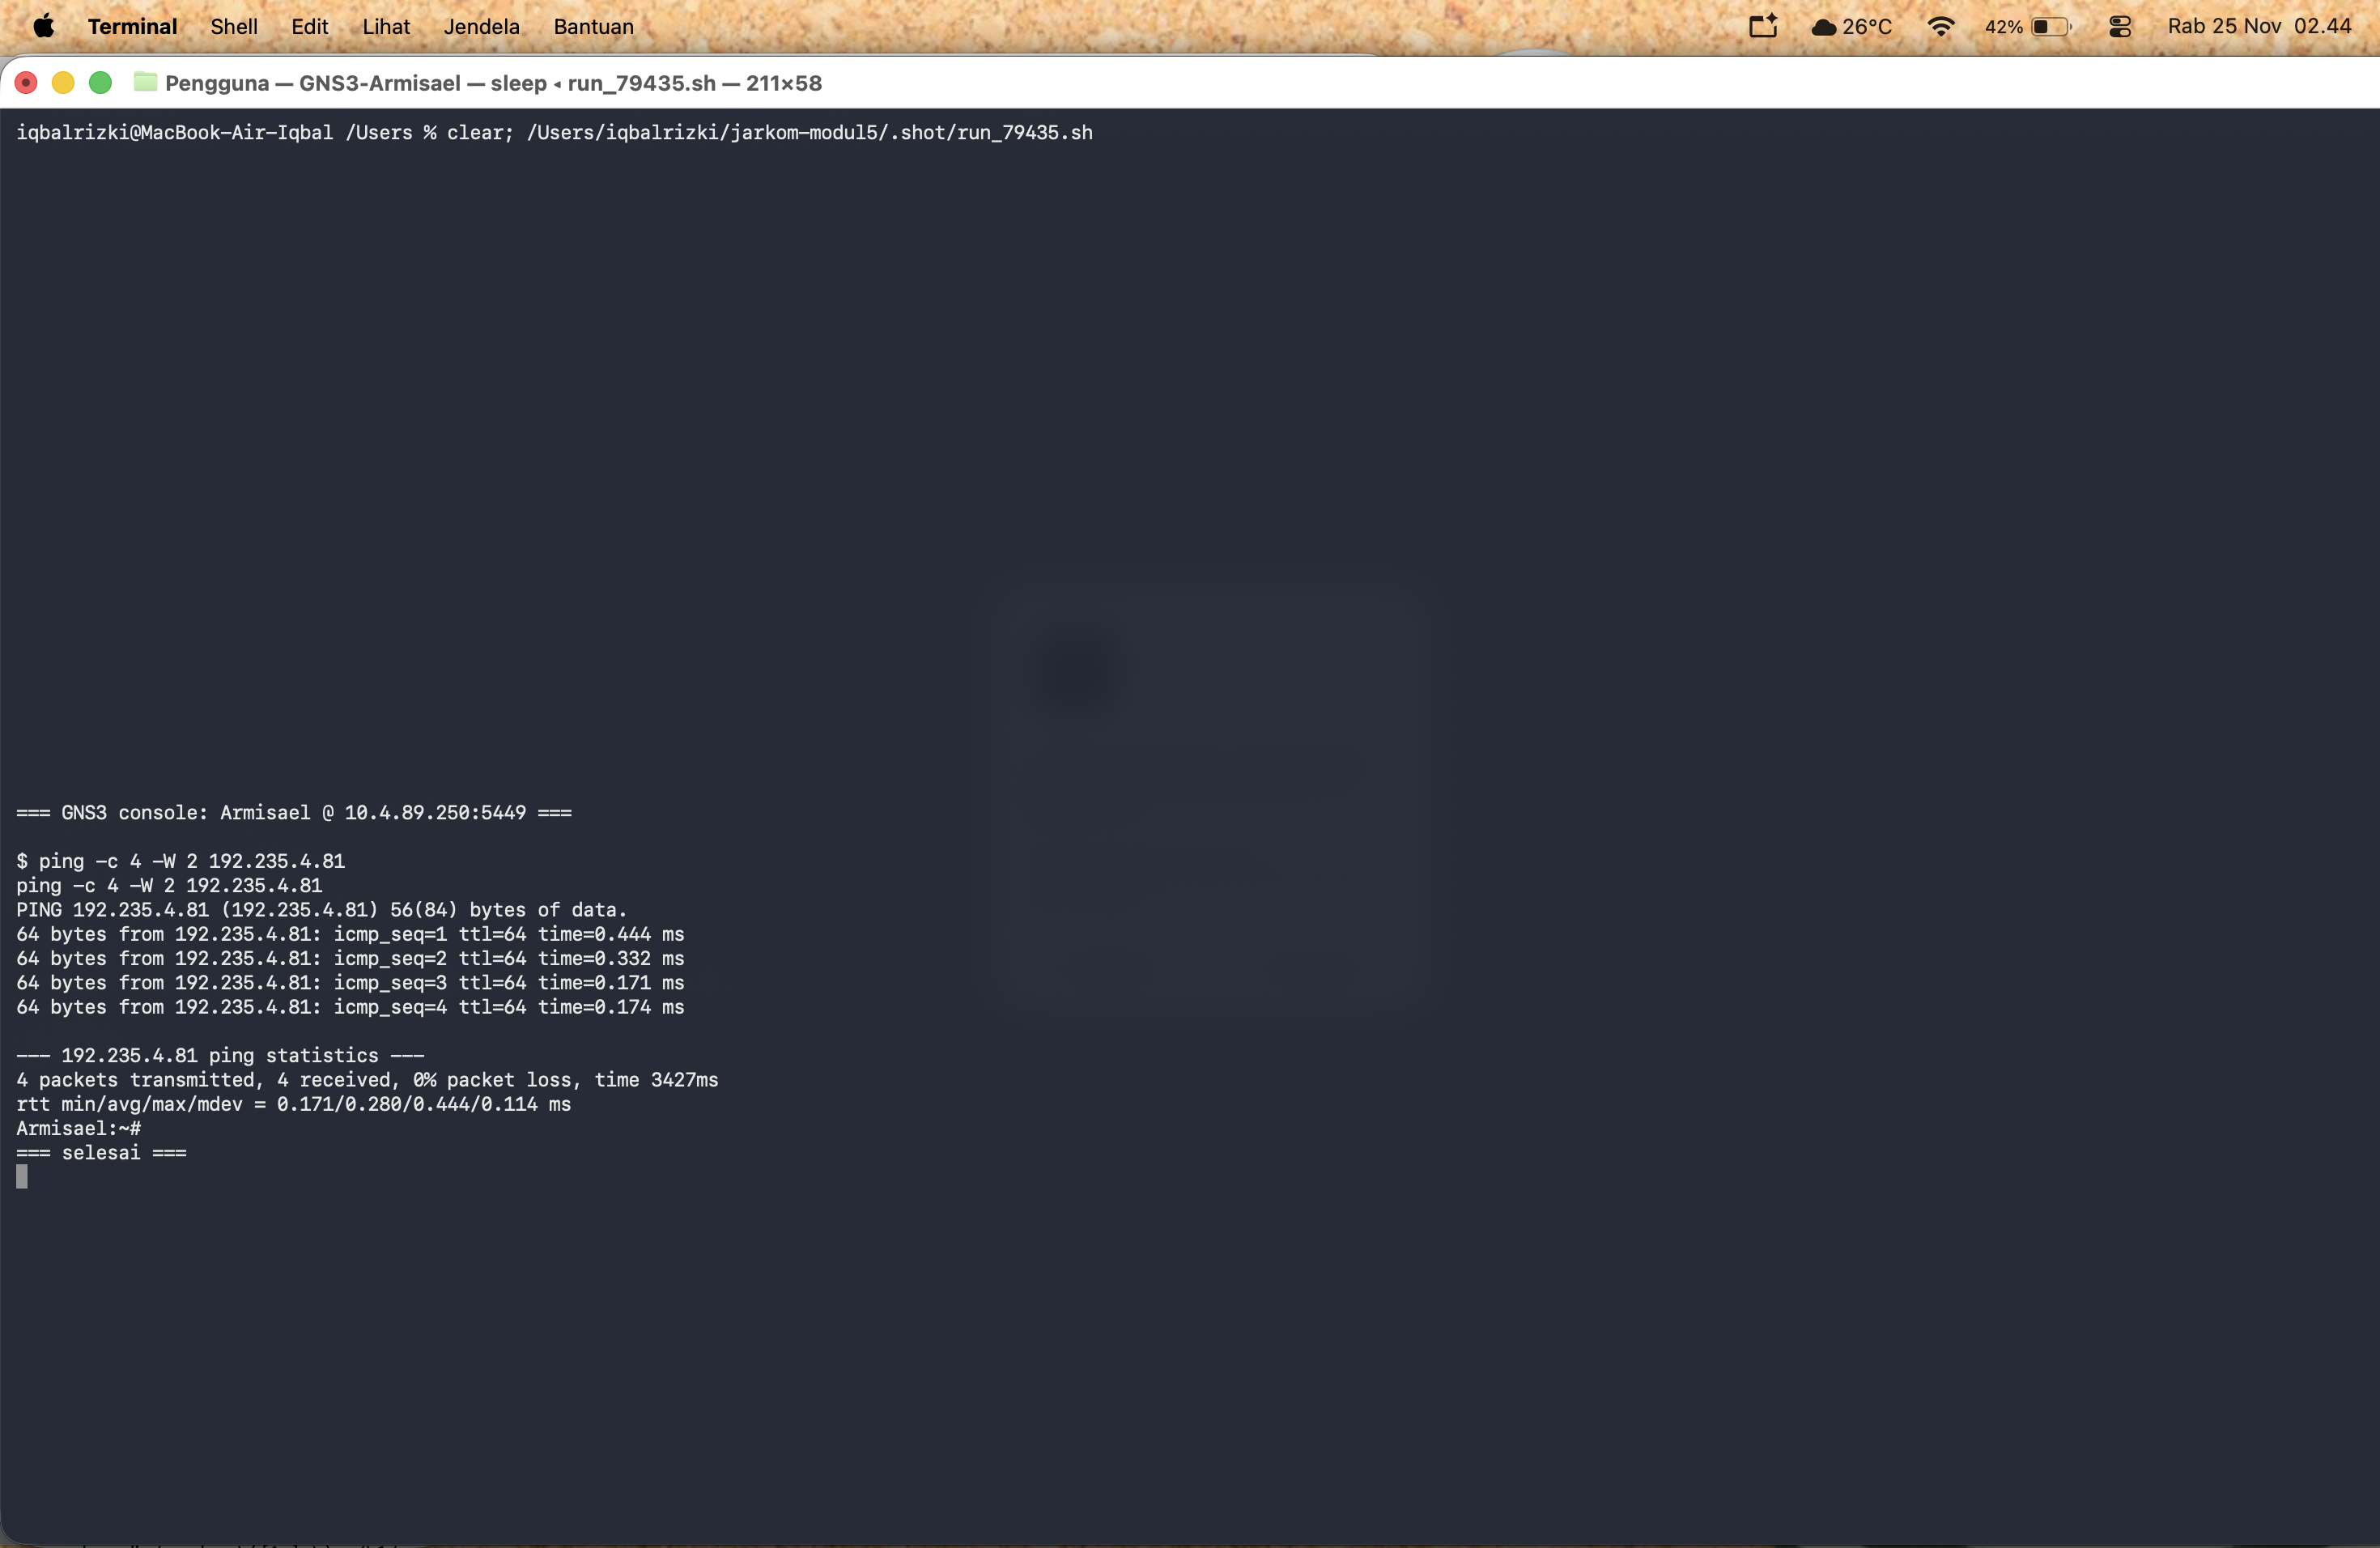 Terminal Shell Edit Lihat Jendela Bantuan 26°C 42% Rab 25 Nov 02.44
Pengguna — GNS3-Armisael — sleep ◂ run_79435.sh — 211×58
iqbalrizki@MacBook-Air-Iqbal /Users % clear; /Users/iqbalrizki/jarkom-modul5/.shot/run_79435.sh
=== GNS3 console: Armisael @ 10.4.89.250:5449 ===
$ ping -c 4 -W 2 192.235.4.81
ping -c 4 -W 2 192.235.4.81
PING 192.235.4.81 (192.235.4.81) 56(84) bytes of data.
64 bytes from 192.235.4.81: icmp_seq=1 ttl=64 time=0.444 ms
64 bytes from 192.235.4.81: icmp_seq=2 ttl=64 time=0.332 ms
64 bytes from 192.235.4.81: icmp_seq=3 ttl=64 time=0.171 ms
64 bytes from 192.235.4.81: icmp_seq=4 ttl=64 time=0.174 ms
--- 192.235.4.81 ping statistics ---
4 packets transmitted, 4 received, 0% packet loss, time 3427ms
rtt min/avg/max/mdev = 0.171/0.280/0.444/0.114 ms
Armisael:~#
=== selesai ===